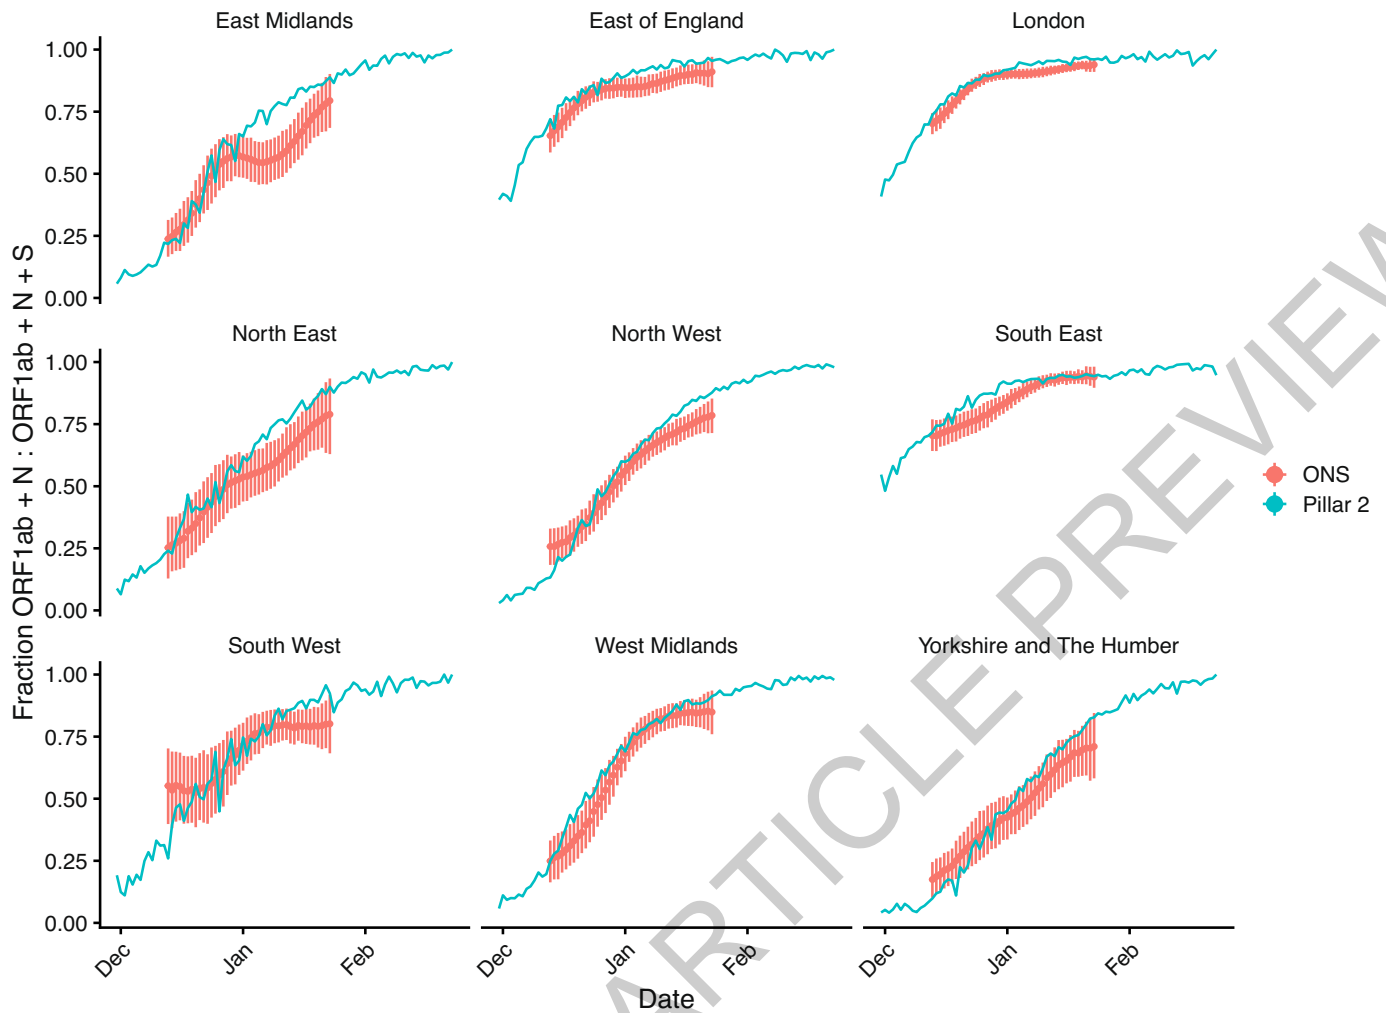 East Midlands
East of England
London
1.00
0.75
0.50
0.25
0.00
North East
North West
South East
1.00
0.75
0.50
0.25
0.00
South West
West Midlands
Yorkshire and The Humber
1.00
0.75
0.50
0.25
0.00
Dec
Jan
Feb
Dec
Jan
Feb
Dec
Jan
Feb
Date
Fraction ORF1ab + N : ORF1ab + N + S
ONS
Pillar 2
ARTICLE PREVIEW